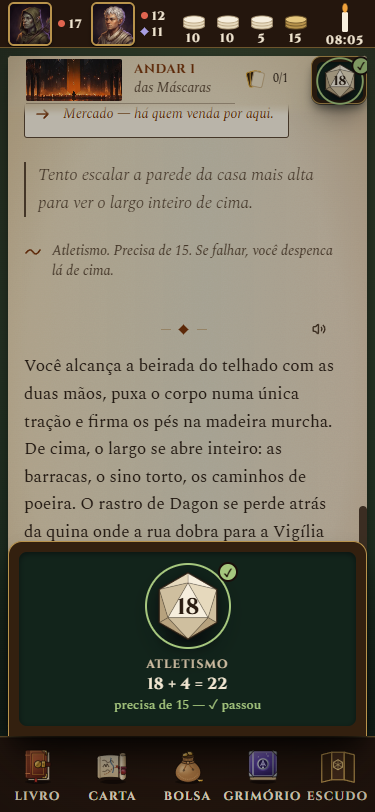 17
12
11
10
10
5
15
08:05
ANDAR I
das Máscaras
0/1
18
→ Mercado — há quem venda por aqui.
Tento escalar a parede da casa mais alta
para ver o largo inteiro de cima.
Atletismo. Precisa de 15. Se falhar, você despenca
lá de cima.
Você alcança a beirada do telhado com as
duas mãos, puxa o corpo numa única
tração e firma os pés na madeira murcha.
De cima, o largo se abre inteiro: as
barracas, o sino torto, os caminhos de
poeira. O rastro de Dagon se perde atrás
da quina onde a rua dobra para a Vigília
18
ATLETISMO
18 + 4 = 22
precisa de 15 — ✓ passou
LIVRO
CARTA
BOLSA
GRIMÓRIO
ESCUDO